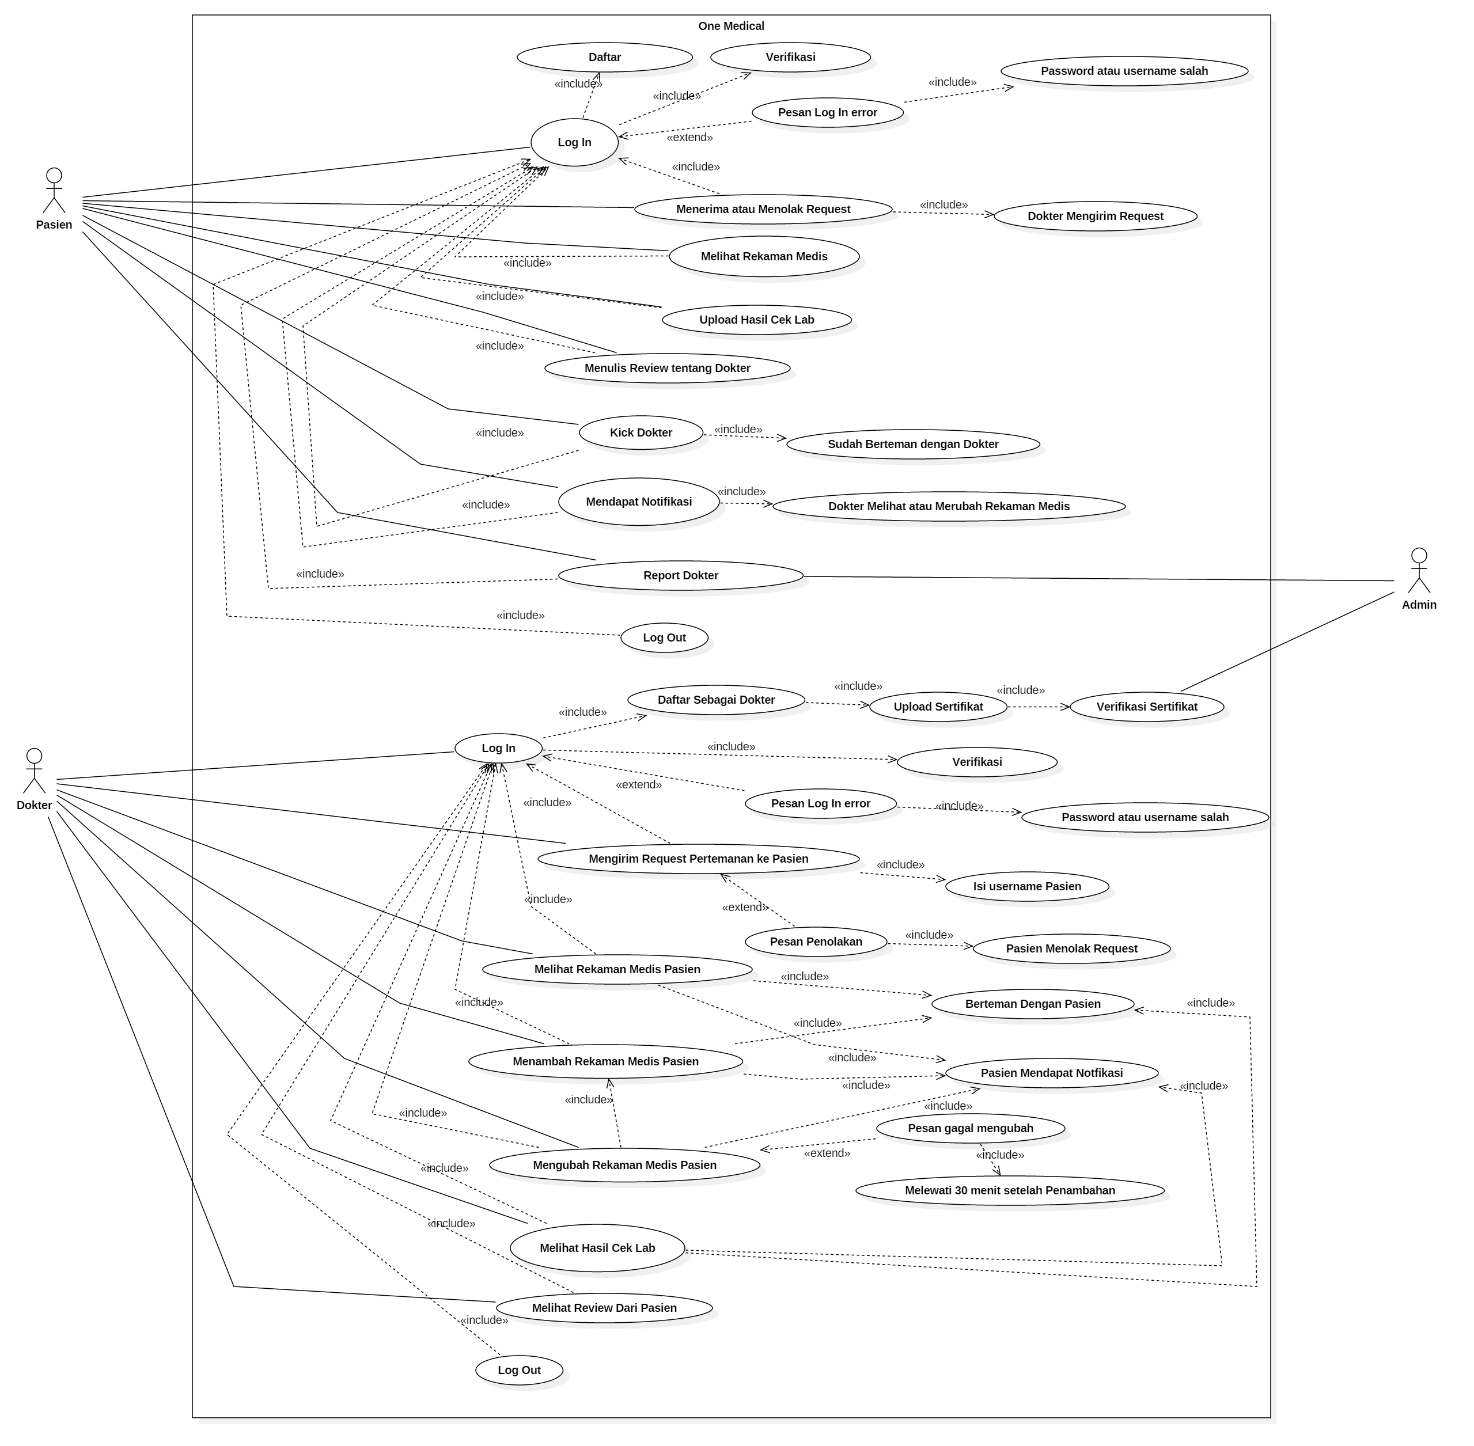 One Medical
Daftar
Verifikasi
Password atau username salah
«include»
«include»
«include»
Pesan Log In error
«extend»
Log In
«include»
Pasien
Menerima atau Menolak Request
«include»
Dokter Mengirim Request
Melihat Rekaman Medis
«include»
«include»
Upload Hasil Cek Lab
«include»
Menulis Review tentang Dokter
«include»
Kick Dokter
«include»
Sudah Berteman dengan Dokter
«include»
Mendapat Notifikasi
«include»
Dokter Melihat atau Merubah Rekaman Medis
«include»
Report Dokter
Admin
«include»
Log Out
Daftar Sebagai Dokter
«include»
Upload Sertifikat
«include»
Verifikasi Sertifikat
«include»
Log In
«include»
Verifikasi
«extend»
Dokter
«include»
Pesan Log In error
«include»
Password atau username salah
Mengirim Request Pertemanan ke Pasien
«include»
Isi username Pasien
«include»
«extend»
Pesan Penolakan
«include»
Pasien Menolak Request
Melihat Rekaman Medis Pasien
«include»
«include»
Berteman Dengan Pasien
«include»
«include»
Menambah Rekaman Medis Pasien
«include»
Pasien Mendapat Notfikasi
«include»
«include»
«include»
«include»
«include»
Pesan gagal mengubah
«extend»
«include»
Mengubah Rekaman Medis Pasien
«include»
Melewati 30 menit setelah Penambahan
«include»
Melihat Hasil Cek Lab
Melihat Review Dari Pasien
«include»
Log Out